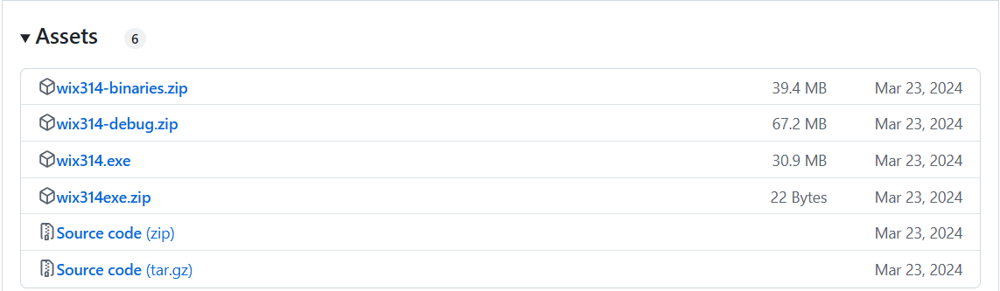 Assets 6
wix314-binaries.zip 39.4 MB Mar 23, 2024
wix314-debug.zip 67.2 MB Mar 23, 2024
wix314.exe 30.9 MB Mar 23, 2024
wix314exe.zip 22 Bytes Mar 23, 2024
Source code (zip) Mar 23, 2024
Source code (tar.gz) Mar 23, 2024